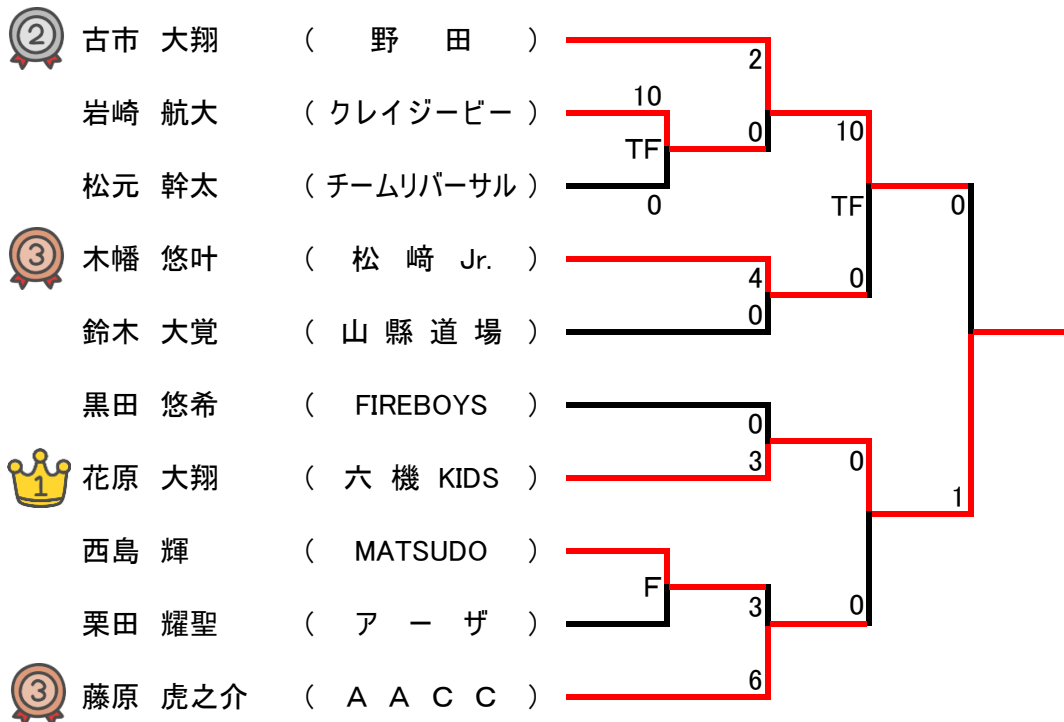 2 古市 大翔 ( 野 田 )
2
岩崎 航大 ( クレイジービー ) 10
TF 0 10
松元 幹太 ( チームリバーサル ) 0
TF 0
3 木幡 悠叶 ( 松 﨑 Jr. )
4 0
鈴木 大覚 ( 山 縣 道 場 ) 0
黒田 悠希 ( FIREBOYS )
0
1 花原 大翔 ( 六 機 KIDS ) 3 0
1
西島 輝 ( MATSUDO )
F 3 0
栗田 耀聖 ( ア ー ザ )
3 藤原 虎之介 ( A A C C ) 6